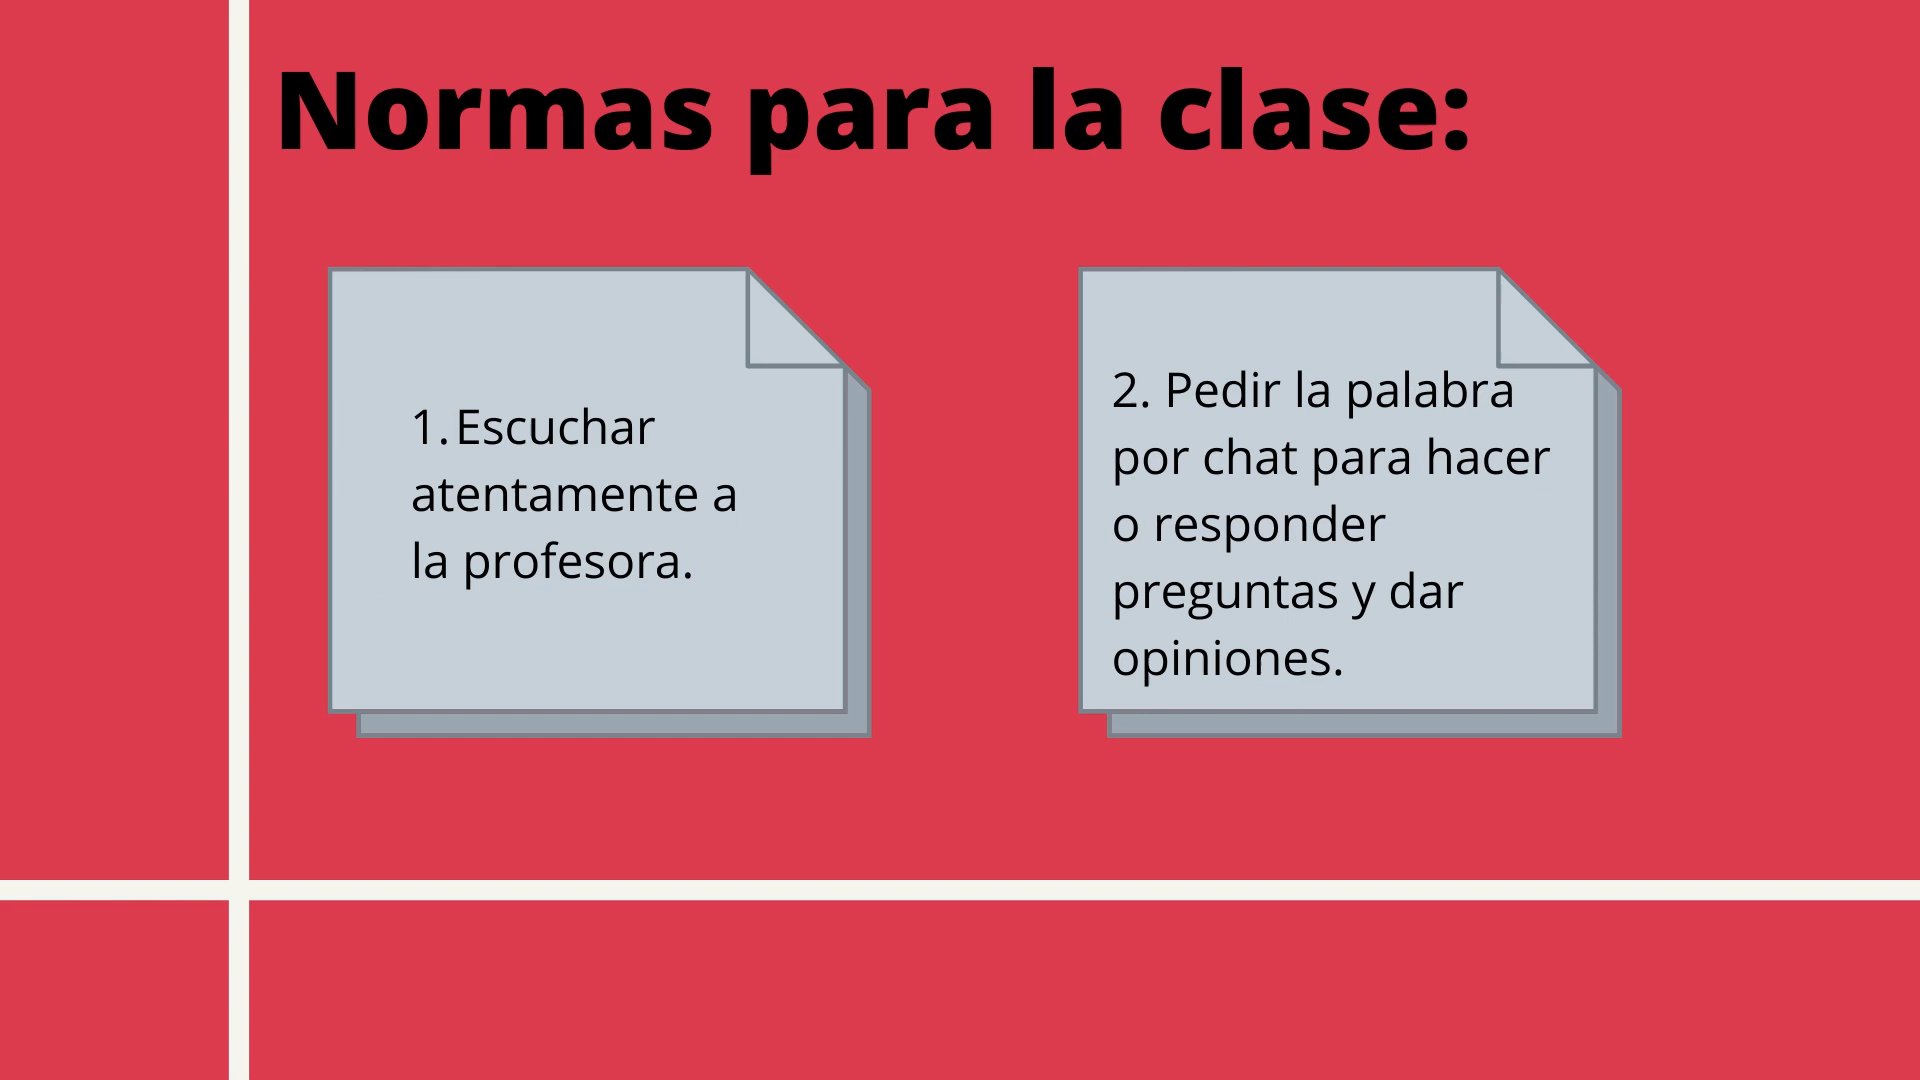 Normas para la clase:
1. Escuchar
atentamente a
la profesora.
2. Pedir la palabra
por chat para hacer
o responder
preguntas y dar
opiniones.